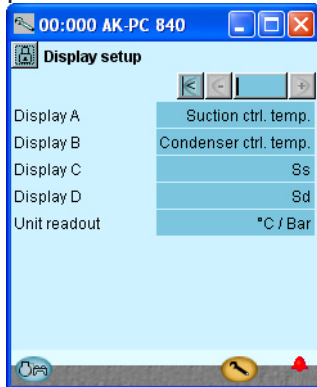 00:000 AK-PC 840
Display setup
Display A Suction ctrl. temp.
Display B Condenser ctrl. temp.
Display C Ss
Display D Sd
Unit readout °C / Bar